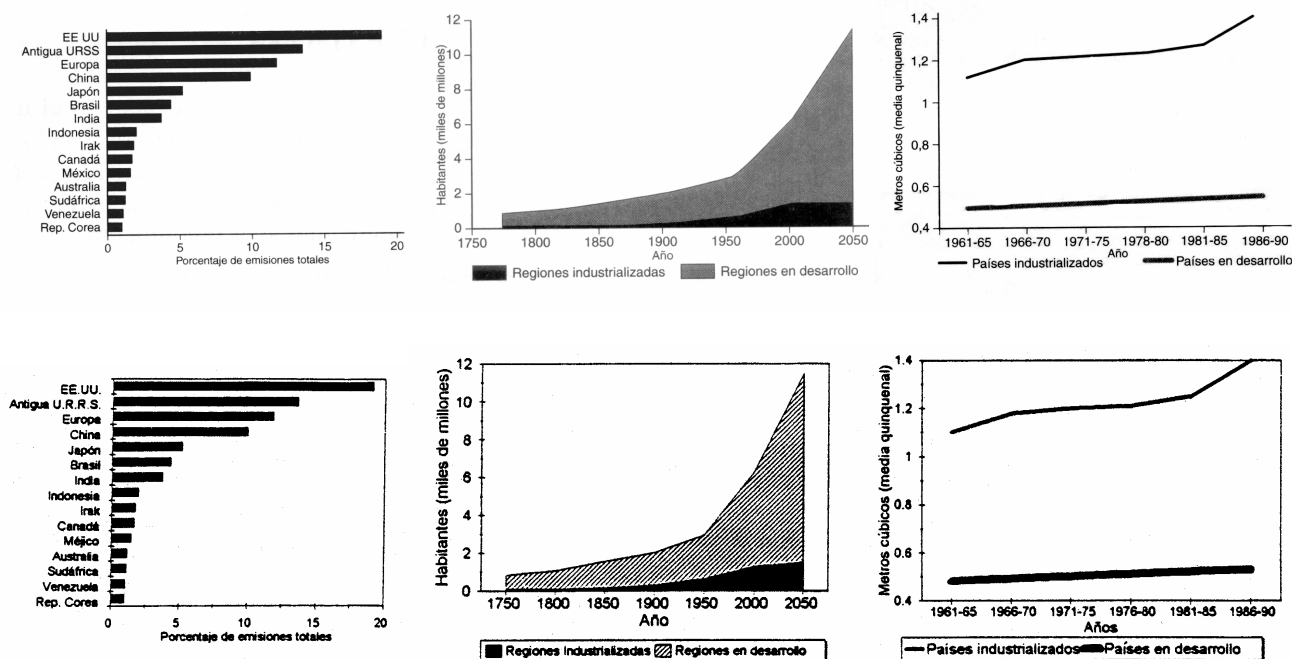 EE UU
Antigua URSS
Europa
China
Japón
Brasil
India
Indonesia
Irak
Canadá
México
Australia
Sudáfrica
Venezuela
Rep. Corea
0 5 10 15 20
Porcentaje de emisiones totales
Habitantes (miles de millones)
12
10
8
6
4
2
0
1750 1800 1850 1900 1950 2000 2050
Año
Regiones industrializadas Regiones en desarrollo
Metros cúbicos (media quinquenal)
1,4
1,2
1
0,8
0,6
0,4
1961-65 1966-70 1971-75 1978-80 1981-85 1986-90
Año
Países industrializados Países en desarrollo
EE.UU.
Antigua U.R.R.S.
Europa
China
Japón
Brasil
India
Indonesia
Irak
Canadá
Méjico
Australia
Sudáfrica
Venezuela
Rep. Corea
0 5 10 15 20
Porcentaje de emisiones totales
Habitantes (miles de millones)
12
10
8
6
4
2
0
1750 1800 1850 1900 1950 2000 2050
Año
Regiones Industrializadas Regiones en desarrollo
Metros cúbicos (media quinquenal)
1.4
1.2
1
0.8
0.6
0.4
1961-65 1966-70 1971-75 1976-80 1981-85 1986-90
Años
Países industrializados Países en desarrollo